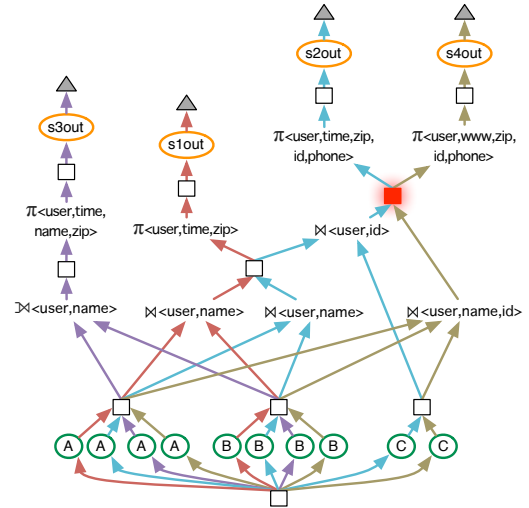 s2out
s4out
s3out
s1out
π<user,time,zip,
id,phone>
π<user,www,zip,
id,phone>
π<user,time,
name,zip>
π<user,time,zip>
⋈<user,id>
⟕<user,name>
⋈<user,name>
⋈<user,name>
⋈<user,name,id>
A A A A B B B B C C